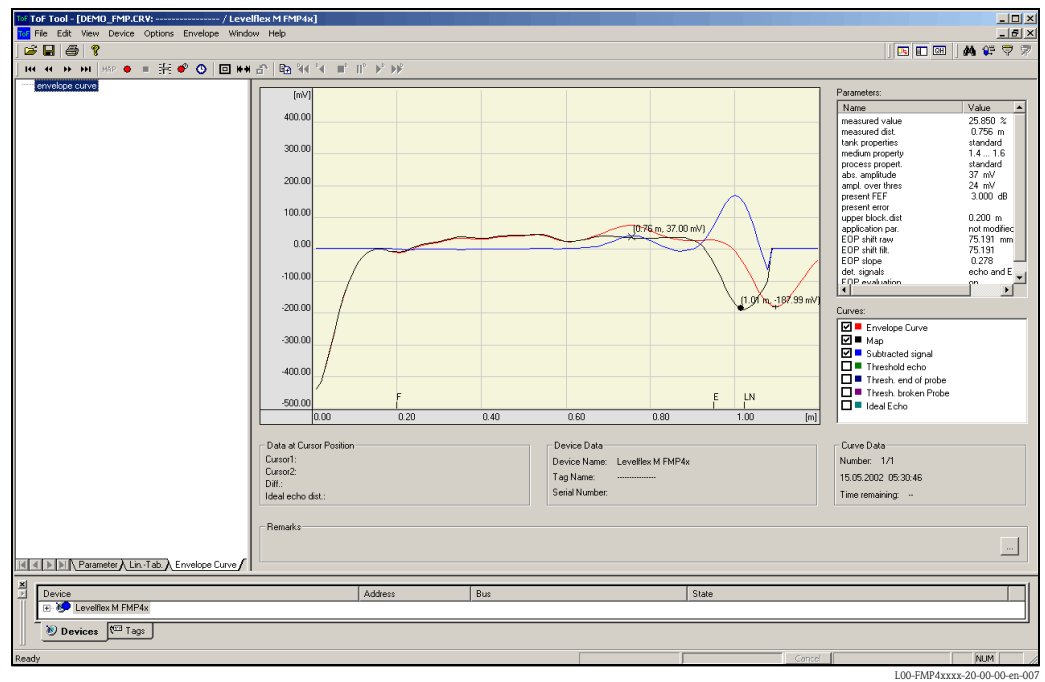 ToF Tool - [DEMO_FMP.CRV: ---------------- / Levelflex M FMP4x]
File Edit View Device Options Envelope Window Help
MAP
envelope curve
[mV]
400.00
300.00
200.00
100.00
0.00
-100.00
-200.00
-300.00
-400.00
-500.00
(0.76 m, 37.00 mV)
(1.01 m, -187.99 mV)
F E LN
0.00 0.20 0.40 0.60 0.80 1.00 [m]
Parameters:
Name Value
measured value 25.850 %
measured dist. 0.756 m
tank properties standard
medium property 1.4 ... 1.6
process propert. standard
abs. amplitude 37 mV
ampl. over thres 24 mV
present FEF 3.000 dB
present error
upper block.dist 0.200 m
application par. not modified
EOP shift raw 75.191 mm
EOP shift filt. 75.191
EOP slope 0.278
det. signals echo and E
EOP evaluation on
Curves:
Envelope Curve
Map
Subtracted signal
Threshold echo
Thresh. end of probe
Thresh. broken Probe
Ideal Echo
Data at Cursor Position
Cursor1:
Cursor2:
Diff.:
Ideal echo dist.:
Device Data
Device Name: Levelflex M FMP4x
Tag Name: ----------------
Serial Number:
Curve Data
Number: 1/1
15.05.2002 05:30:46
Time remaining: --
Remarks
...
Parameter Lin.-Tab. Envelope Curve
Device Address Bus State
Levelflex M FMP4x
Devices Tags
Ready Cancel NUM
L00-FMP4xxxx-20-00-00-en-007